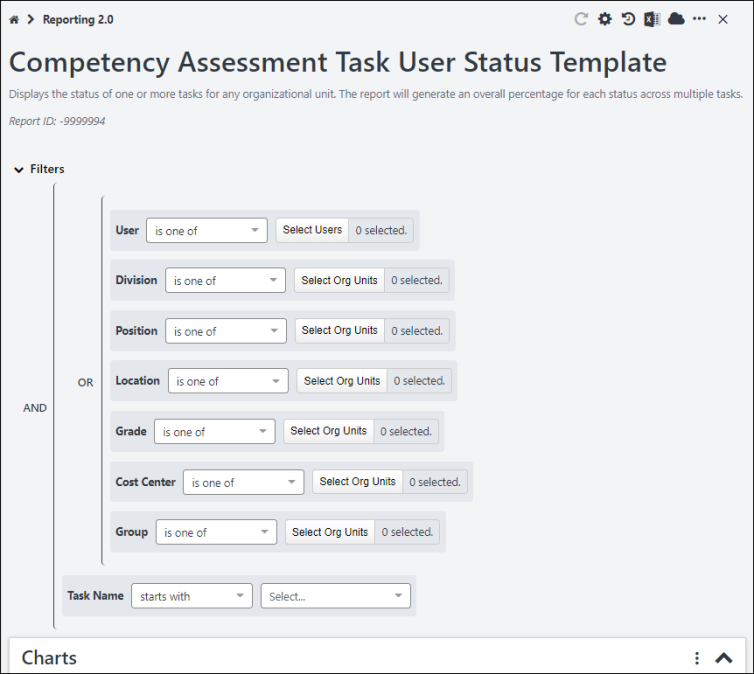 Reporting 2.0
Competency Assessment Task User Status Template
Displays the status of one or more tasks for any organizational unit. The report will generate an overall percentage for each status across multiple tasks.
Report ID: -9999994
Filters
User is one of Select Users 0 selected.
Division is one of Select Org Units 0 selected.
Position is one of Select Org Units 0 selected.
OR
Location is one of Select Org Units 0 selected.
AND
Grade is one of Select Org Units 0 selected.
Cost Center is one of Select Org Units 0 selected.
Group is one of Select Org Units 0 selected.
Task Name starts with Select...
Charts